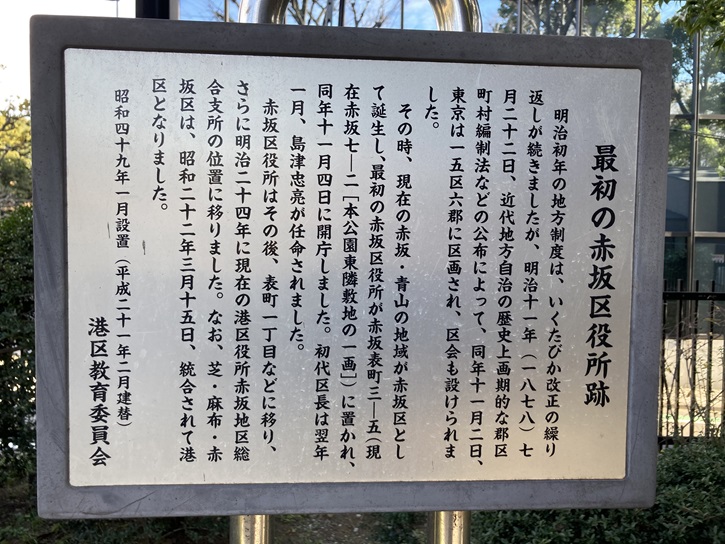 最初の赤坂区役所跡
明治初年の地方制度は、いくたびか改正の繰り
返しが続きましたが、明治十一年（一八七八）七
月二十二日、近代地方自治の歴史上画期的な郡区
町村編制法などの公布によって、同年十一月二日、
東京は一五区六郡に区画され、区会も設けられま
した。
その時、現在の赤坂・青山の地域が赤坂区とし
て誕生し、最初の赤坂区役所が赤坂表町三―五（現
在赤坂七―二［本公園東隣敷地の一画］）に置かれ、
同年十一月四日に開庁しました。初代区長は翌年
一月、島津忠亮が任命されました。
赤坂区役所はその後、表町一丁目などに移り、
さらに明治二十四年に現在の港区役所赤坂地区総
合支所の位置に移りました。なお、芝・麻布・赤
坂区は、昭和二十二年三月十五日、統合されて港
区となりました。
昭和四十九年一月設置（平成二十一年二月建替）
港区教育委員会